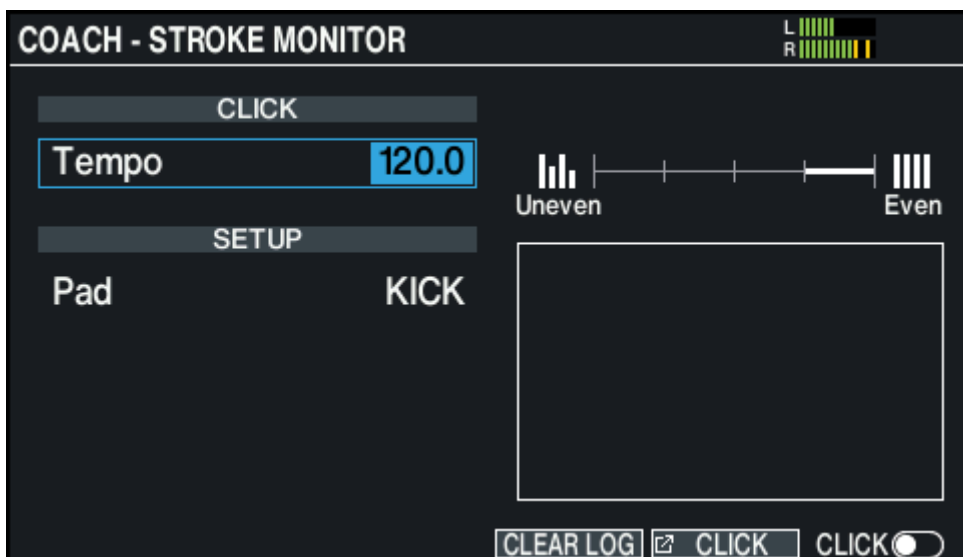 COACH - STROKE MONITOR
L
R
CLICK
Tempo 120.0
Uneven Even
SETUP
Pad KICK
CLEAR LOG CLICK CLICK